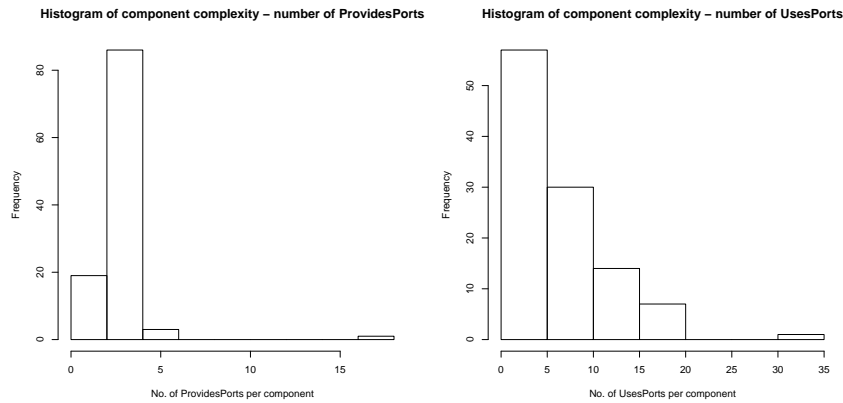 Histogram of component complexity – number of ProvidesPorts
Frequency
0
20
40
60
80
0 5 10 15
No. of ProvidesPorts per component
Histogram of component complexity – number of UsesPorts
Frequency
0
10
20
30
40
50
0 5 10 15 20 25 30 35
No. of UsesPorts per component